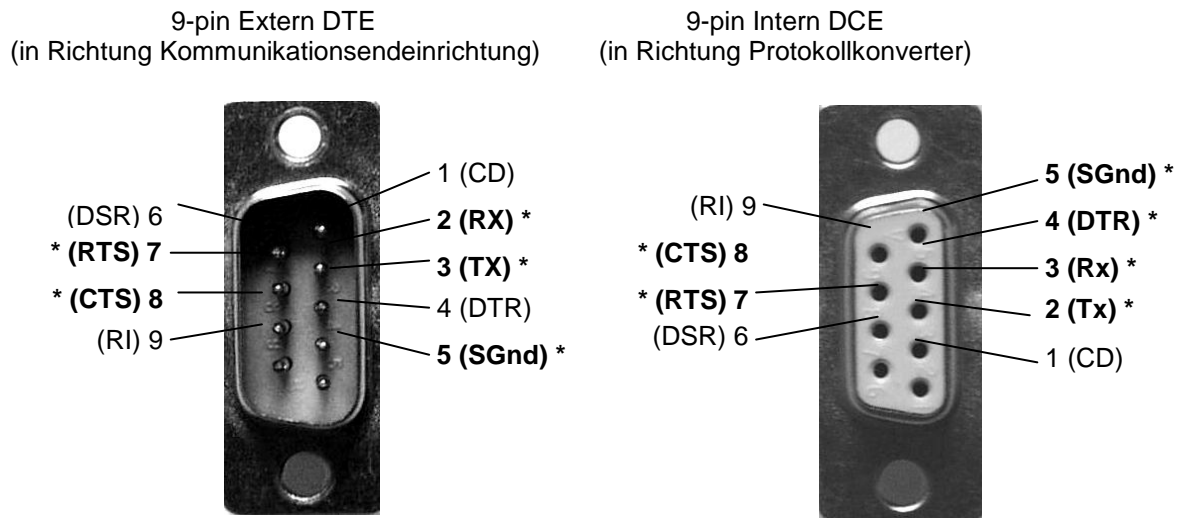 9-pin Extern DTE
(in Richtung Kommunikationsendeinrichtung)
1 (CD)
(DSR) 6
2 (RX) *
* (RTS) 7
3 (TX) *
* (CTS) 8
4 (DTR)
(RI) 9
5 (SGnd) *
9-pin Intern DCE
(in Richtung Protokollkonverter)
5 (SGnd) *
(RI) 9
4 (DTR) *
* (CTS) 8
3 (Rx) *
* (RTS) 7
2 (Tx) *
(DSR) 6
1 (CD)